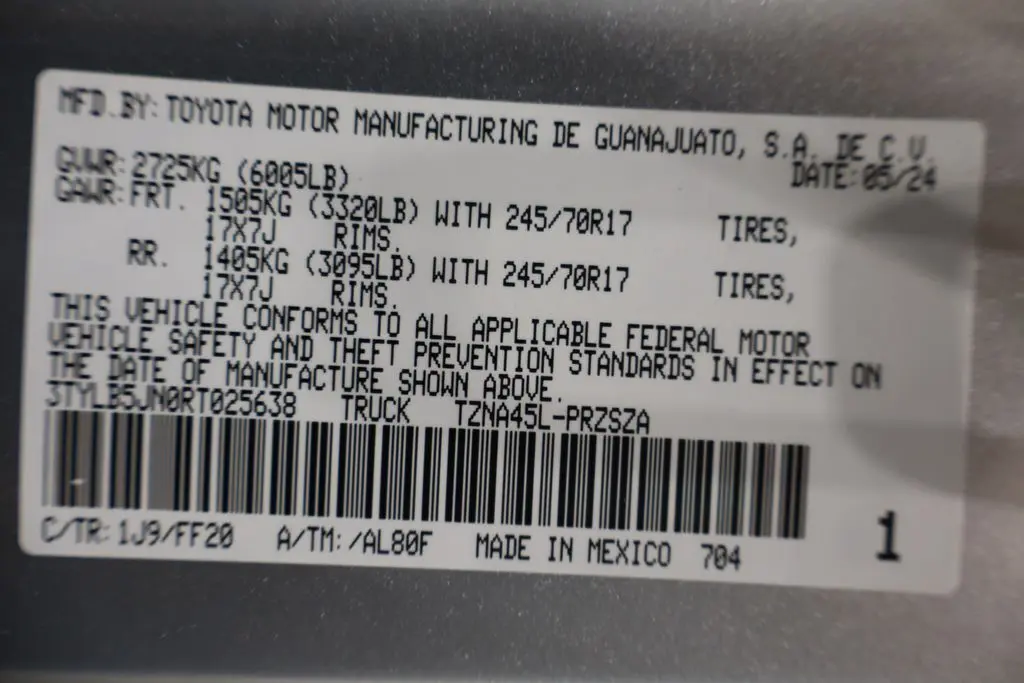 MFD.BY: TOYOTA MOTOR MANUFACTURING DE GUANAJUATO, S.A. DE C.V.
GVWR: 2725KG (6005LB) DATE: 05/24
GAWR: FRT. 1505KG (3320LB) WITH 245/70R17 TIRES,
17X7J RIMS.
RR. 1405KG (3095LB) WITH 245/70R17 TIRES,
17X7J RIMS.
THIS VEHICLE CONFORMS TO ALL APPLICABLE FEDERAL MOTOR
VEHICLE SAFETY AND THEFT PREVENTION STANDARDS IN EFFECT ON
THE DATE OF MANUFACTURE SHOWN ABOVE.
3TYLB5JN0RT025638 TRUCK TZNA45L-PRZSZA
C/TR: 1J9/FF20 A/TM: /AL80F MADE IN MEXICO 704 1